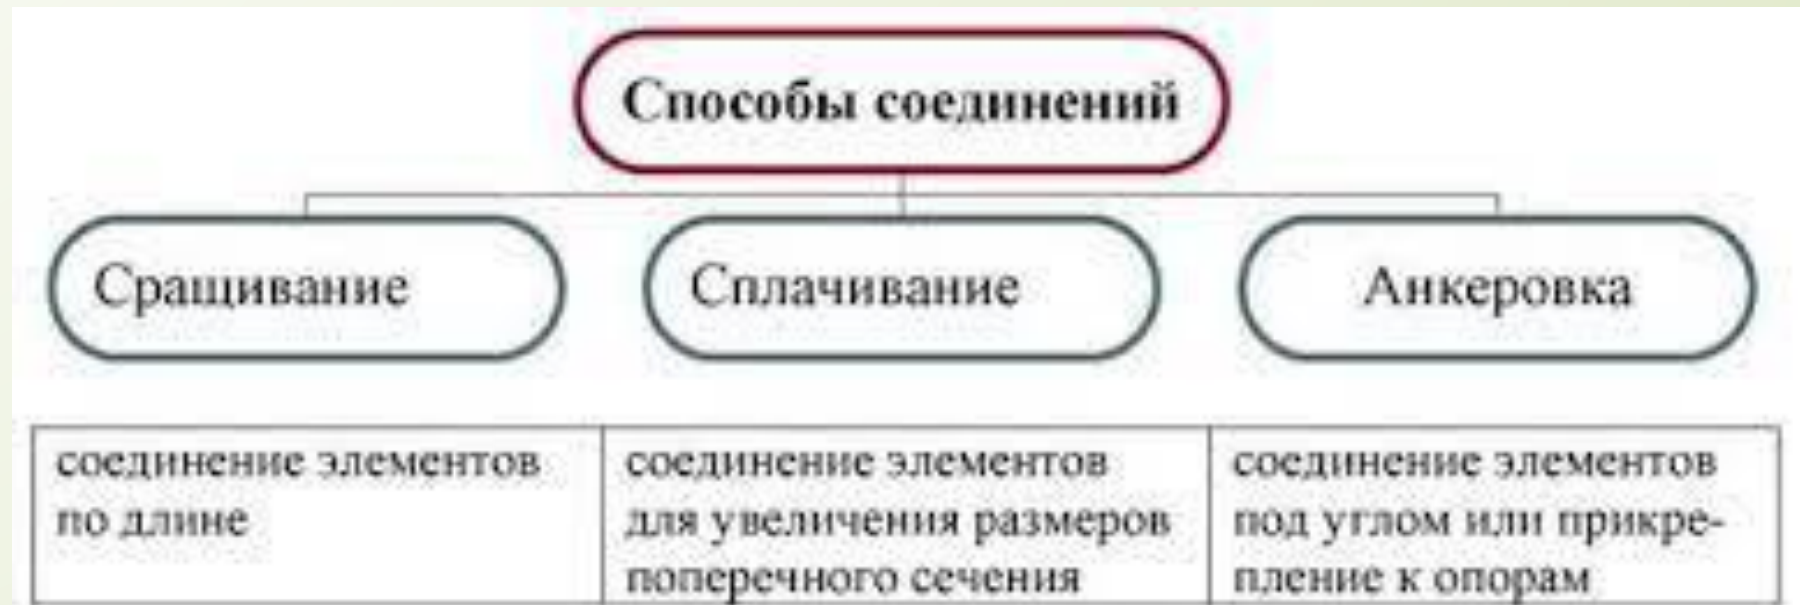 Способы соединений
Сращивание
Сплачивание
Анкеровка
соединение элементов
по длине
соединение элементов
для увеличения размеров
поперечного сечения
соединение элементов
под углом или прикре-
пление к опорам